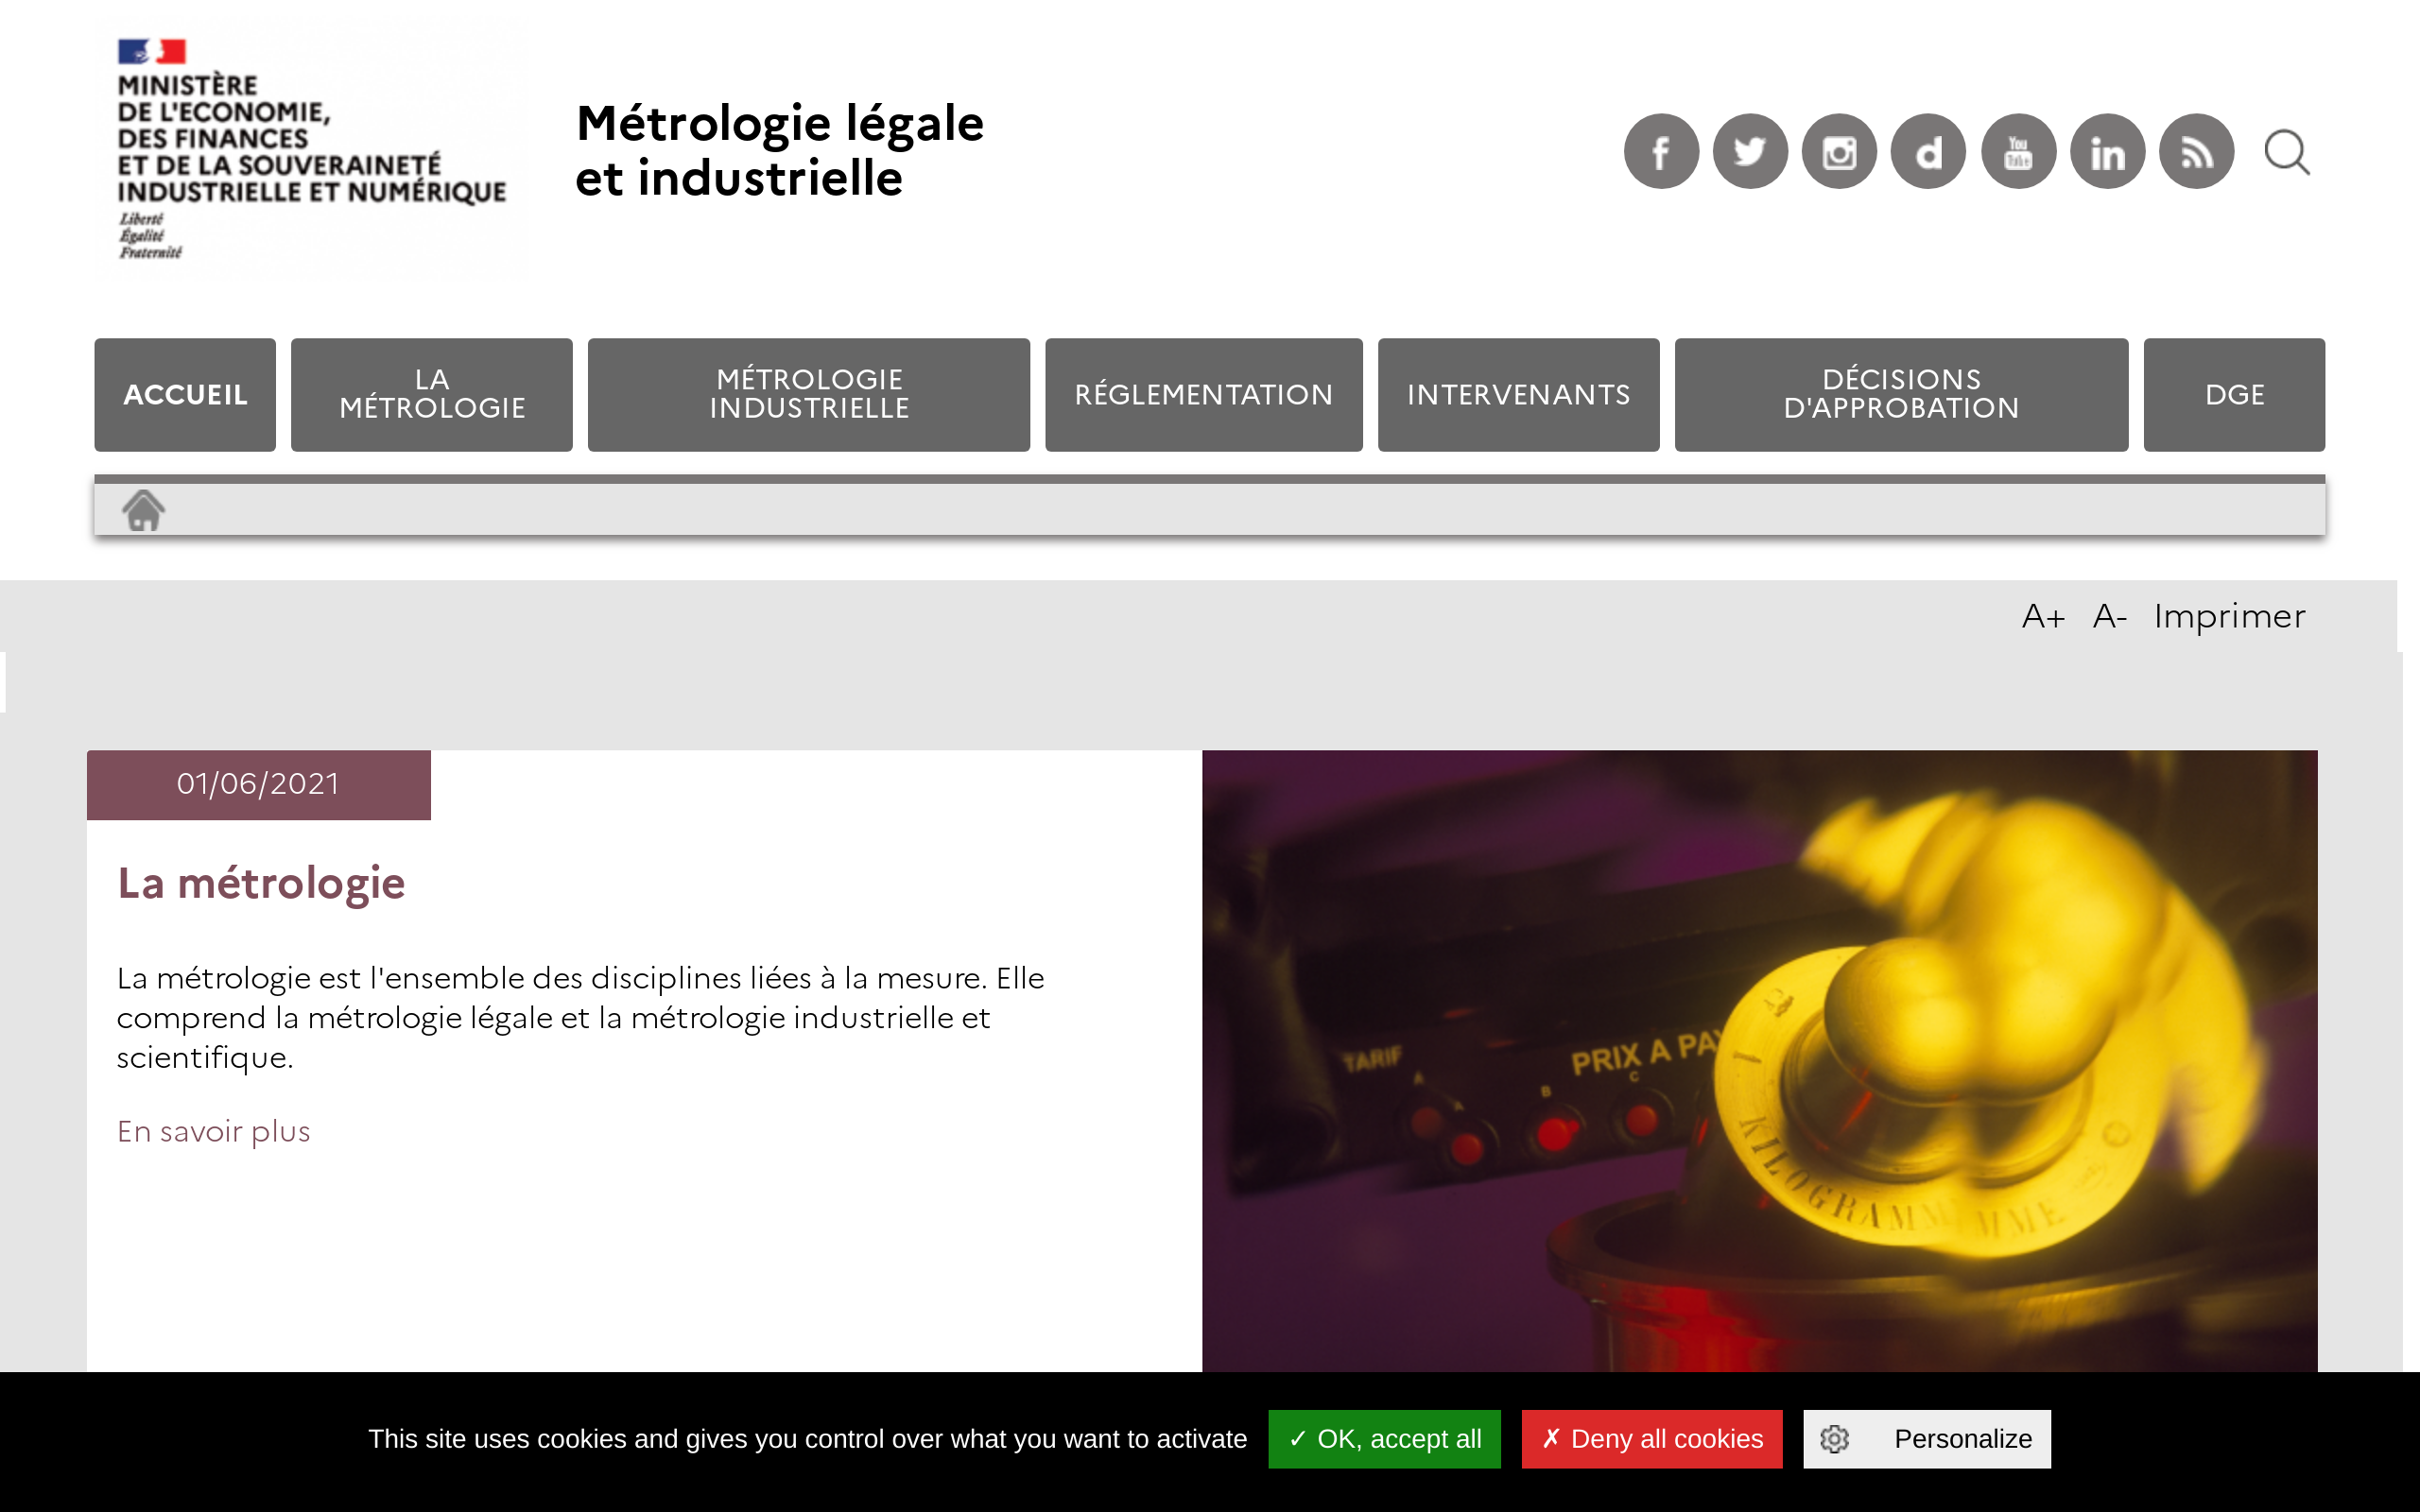 MINISTÈRE
DE L'ECONOMIE,
DES FINANCES
ET DE LA SOUVERAINETÉ
INDUSTRIELLE ET NUMÉRIQUE
Liberté
Égalité
Fraternité
Métrologie légale
et industrielle
ACCUEIL
LA
MÉTROLOGIE
MÉTROLOGIE
INDUSTRIELLE
RÉGLEMENTATION
INTERVENANTS
DÉCISIONS
D'APPROBATION
DGE
A+ A- Imprimer
01/06/2021
La métrologie
La métrologie est l'ensemble des disciplines liées à la mesure. Elle
comprend la métrologie légale et la métrologie industrielle et
scientifique.
En savoir plus
TARIF
PRIX A PA
A A B C
KILOGRAMM MME
This site uses cookies and gives you control over what you want to activate
✓ OK, accept all
✗ Deny all cookies
Personalize